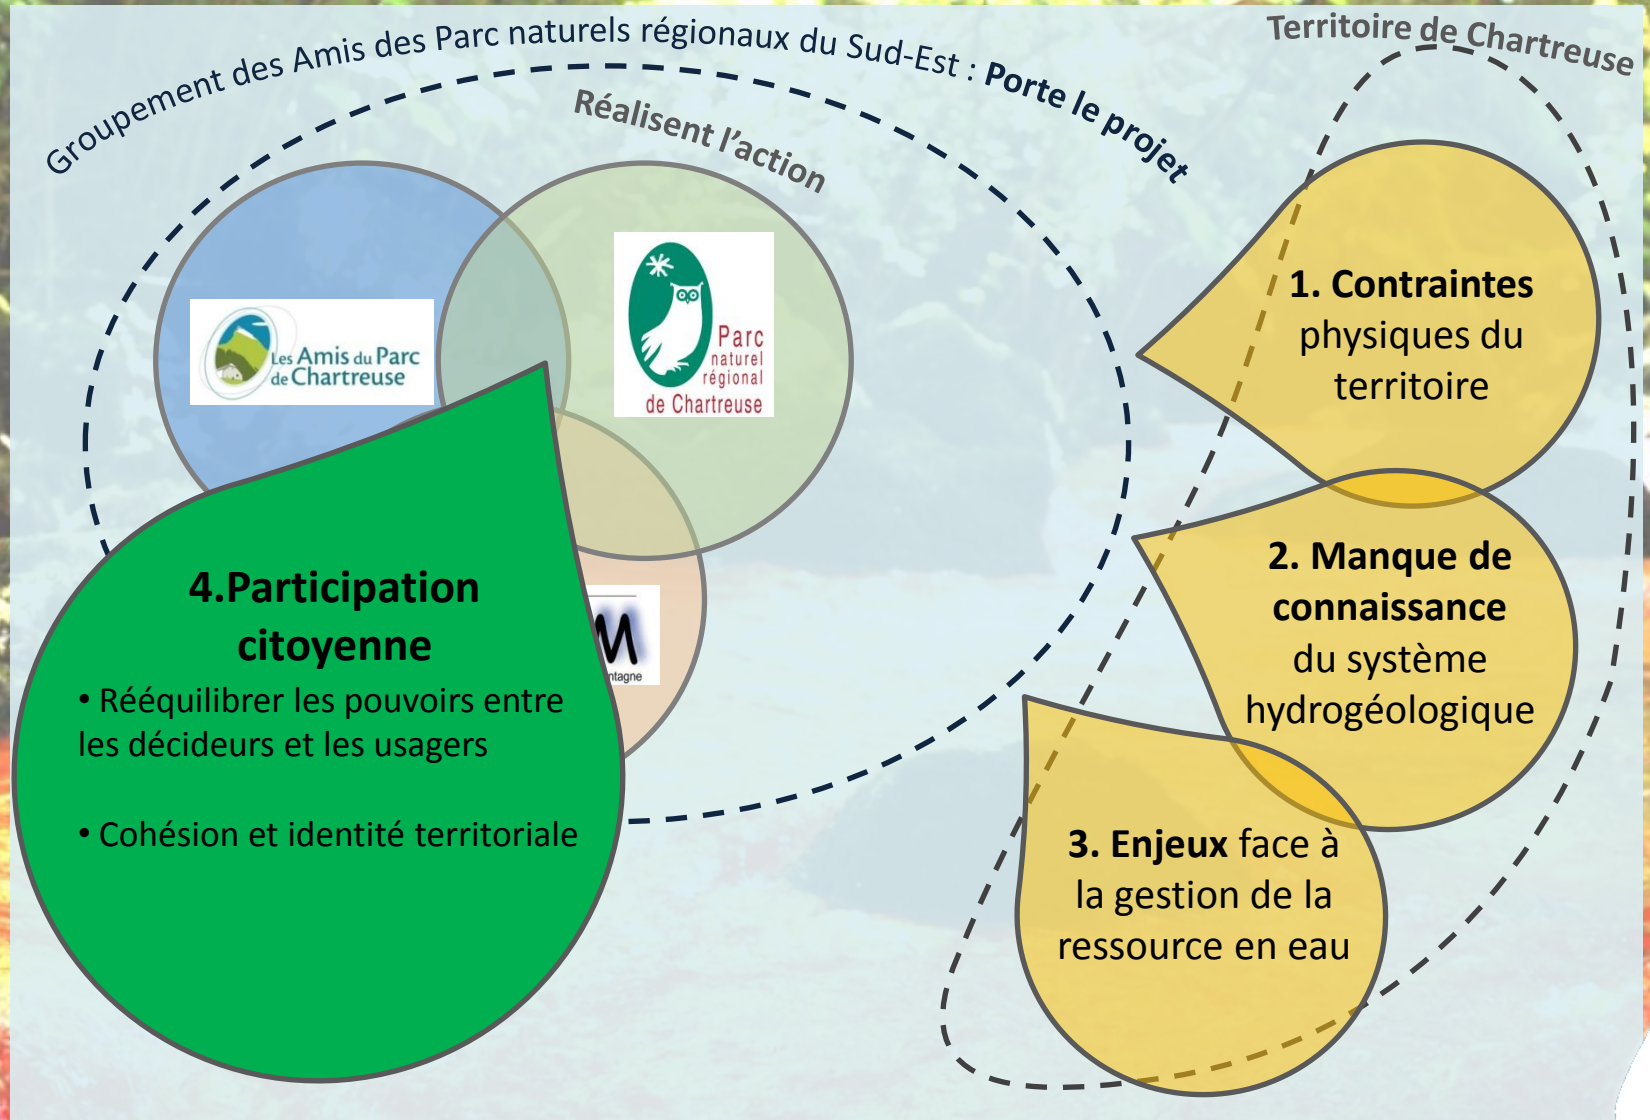 Groupement des Amis des Parc naturels régionaux du Sud-Est : Porte le projet
Réalisent l'action
Territoire de Chartreuse
Les Amis du Parc
de Chartreuse
Parc
naturel
régional
de Chartreuse
M
ntagne
4.Participation
citoyenne
• Rééquilibrer les pouvoirs entre
les décideurs et les usagers
• Cohésion et identité territoriale
1. Contraintes
physiques du
territoire
2. Manque de
connaissance
du système
hydrogéologique
3. Enjeux face à
la gestion de la
ressource en eau